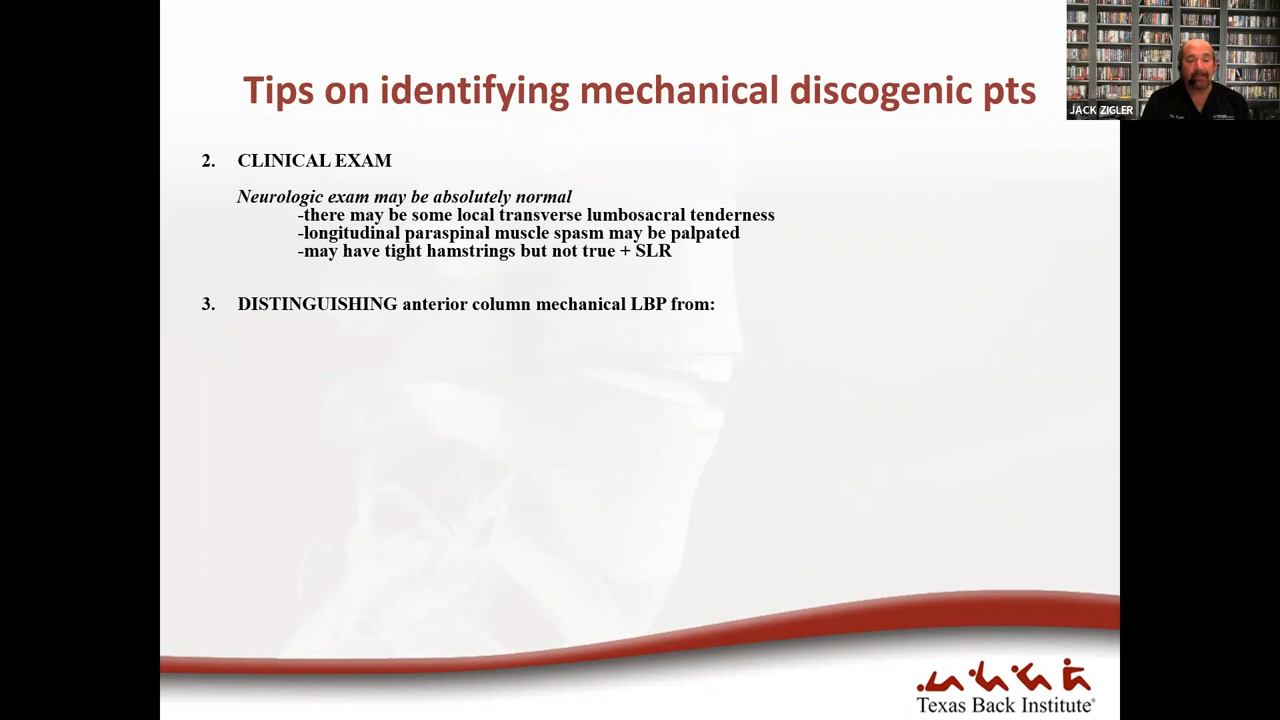 Tips on identifying mechanical discogenic pts
JACK ZIGLER
2. CLINICAL EXAM
Neurologic exam may be absolutely normal
-there may be some local transverse lumbosacral tenderness
-longitudinal paraspinal muscle spasm may be palpated
-may have tight hamstrings but not true + SLR
3. DISTINGUISHING anterior column mechanical LBP from:
Texas Back Institute®